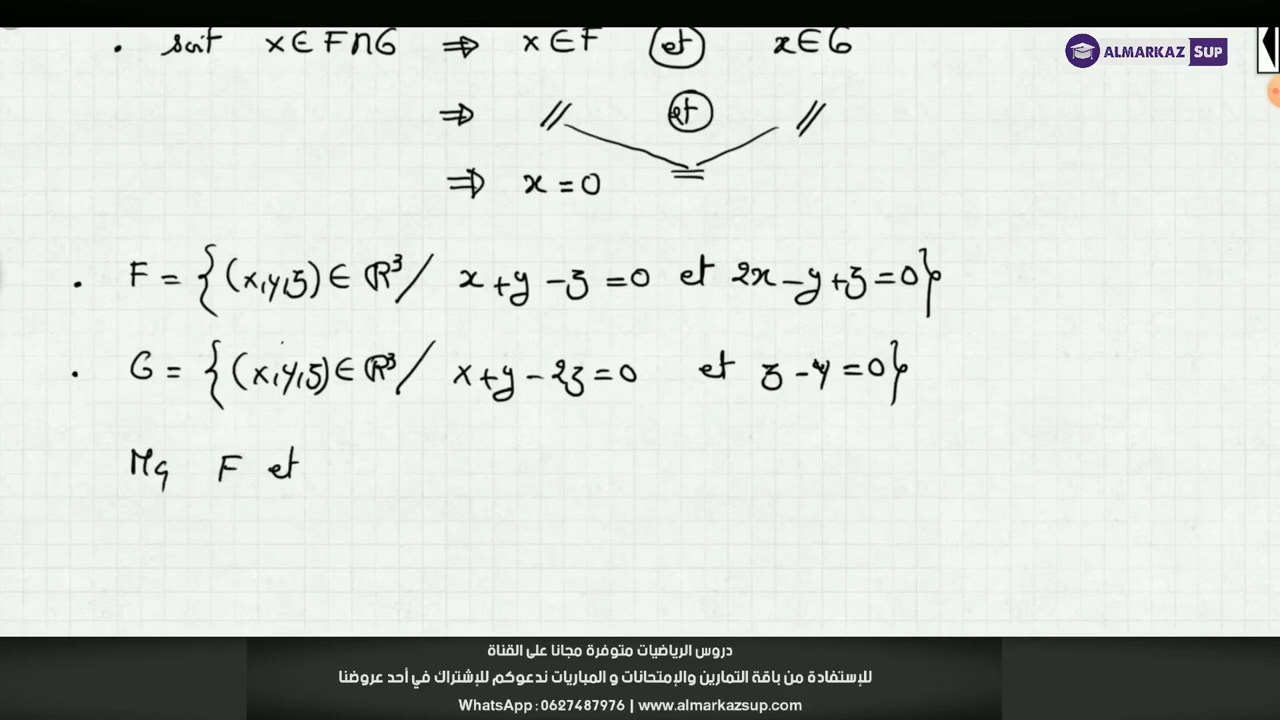 . soit x ∈ F ∩ G ⇒ x ∈ F et x ∈ G
ALMARKAZ SUP
⇒ // et //
⇒ x = 0
. F = {(x,y,z) ∈ ℝ³ / x + y - z = 0 et 2x - y + z = 0}
. G = {(x,y,z) ∈ ℝ³ / x + y - 2z = 0 et z - y = 0}
Mq F et
دروس الرياضيات متوفرة مجانا على القناة
للإستفادة من باقة التمارين والإمتحانات و المباريات ندعوكم للإشتراك في أحد عروضنا
WhatsApp : 0627487976 | www.almarkazsup.com